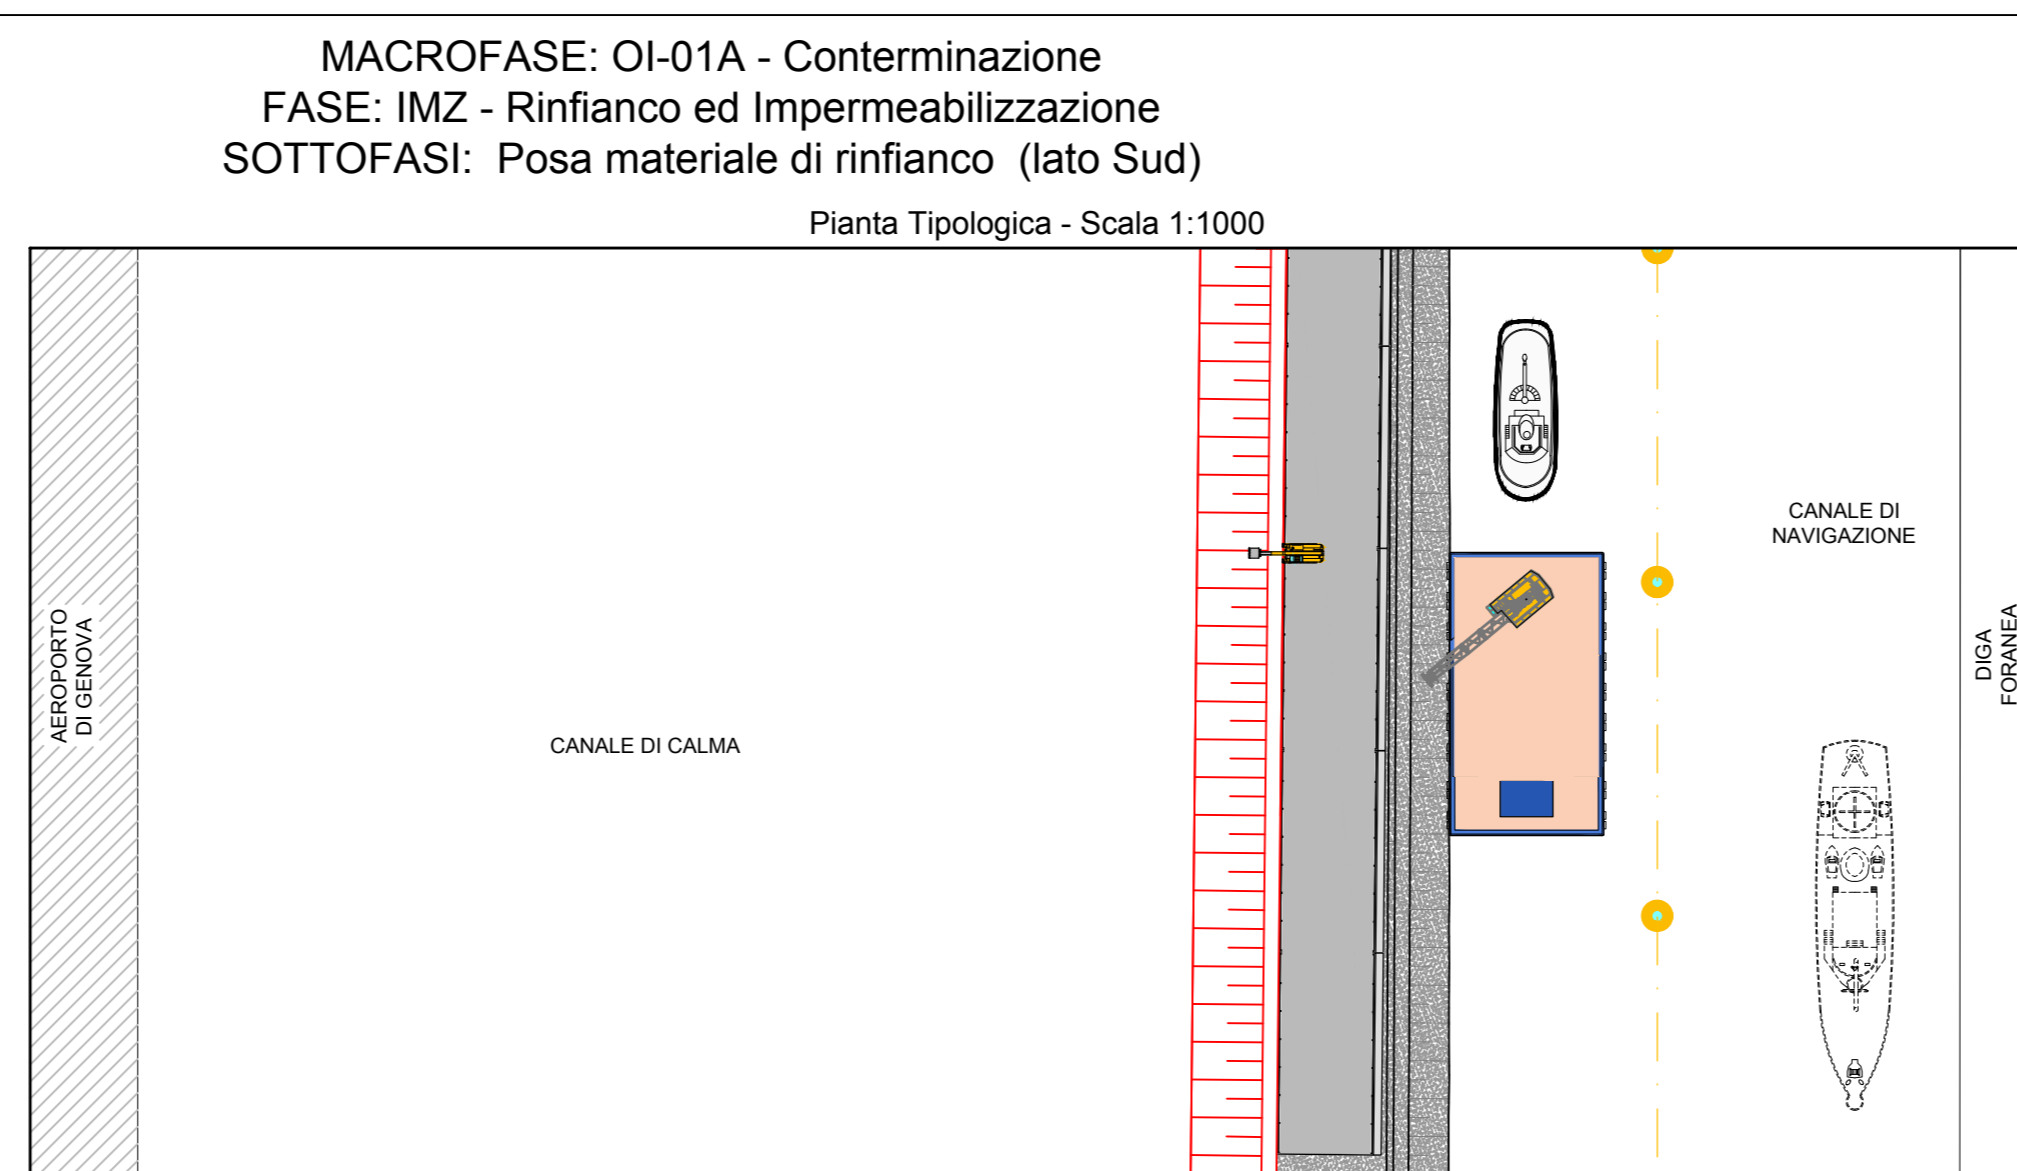 MACROFASE: OI-01A - Conterminazione
FASE: IMZ - Rinfianco ed Impermeabilizzazione
SOTTOFASI:  Posa materiale di rinfianco  (lato Sud)
Pianta Tipologica - Scala 1:1000
AEROPORTO
DI GENOVA
CANALE DI CALMA
CANALE DI
NAVIGAZIONE
DIGA
FORANEA